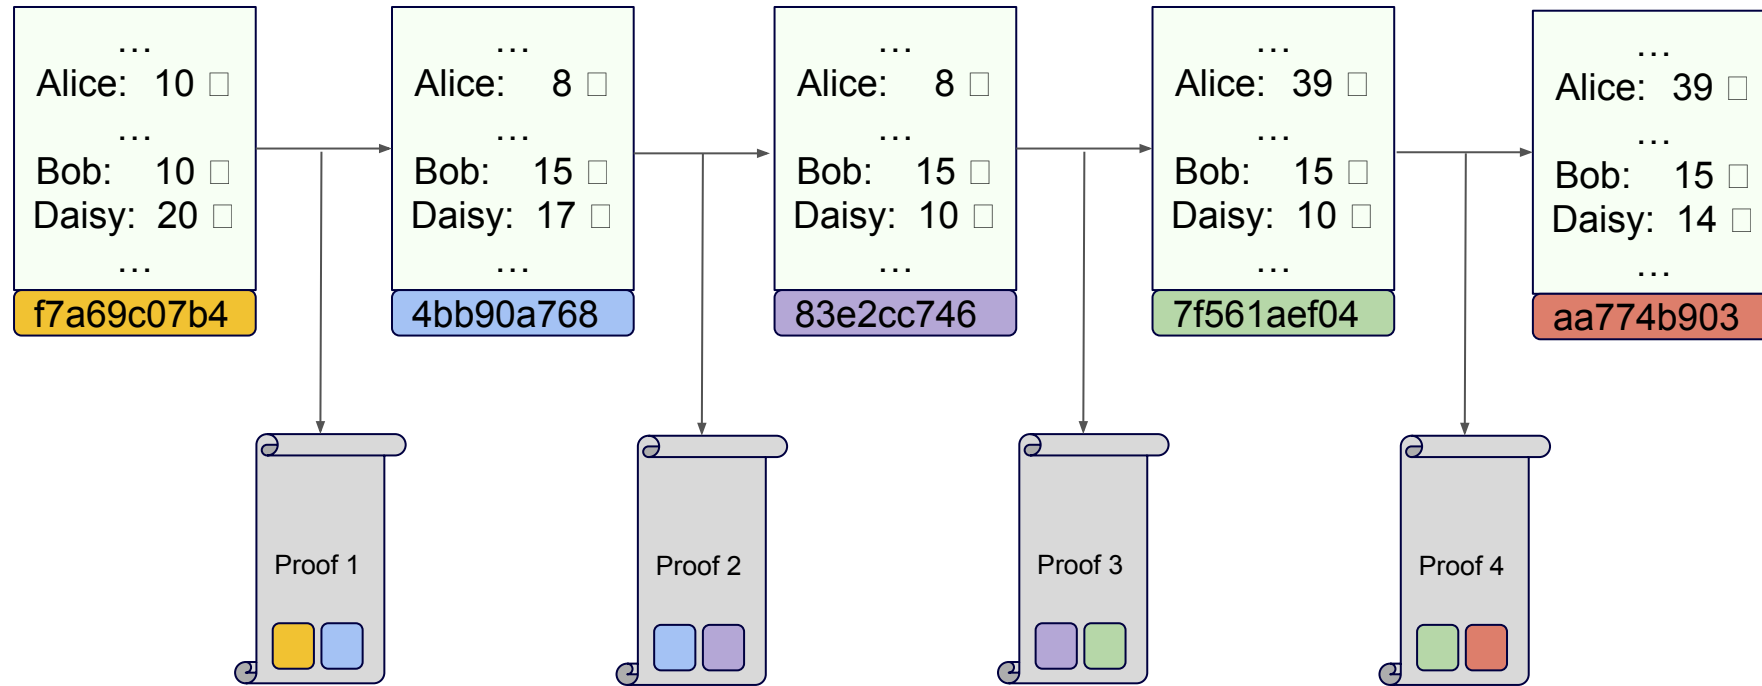 ...
Alice: 10 □
...
Bob: 10 □
Daisy: 20 □
...
f7a69c07b4
...
Alice: 8 □
...
Bob: 15 □
Daisy: 17 □
...
4bb90a768
...
Alice: 8 □
...
Bob: 15 □
Daisy: 10 □
...
83e2cc746
...
Alice: 39 □
...
Bob: 15 □
Daisy: 10 □
...
7f561aef04
...
Alice: 39 □
...
Bob: 15 □
Daisy: 14 □
...
aa774b903
Proof 1
Proof 2
Proof 3
Proof 4